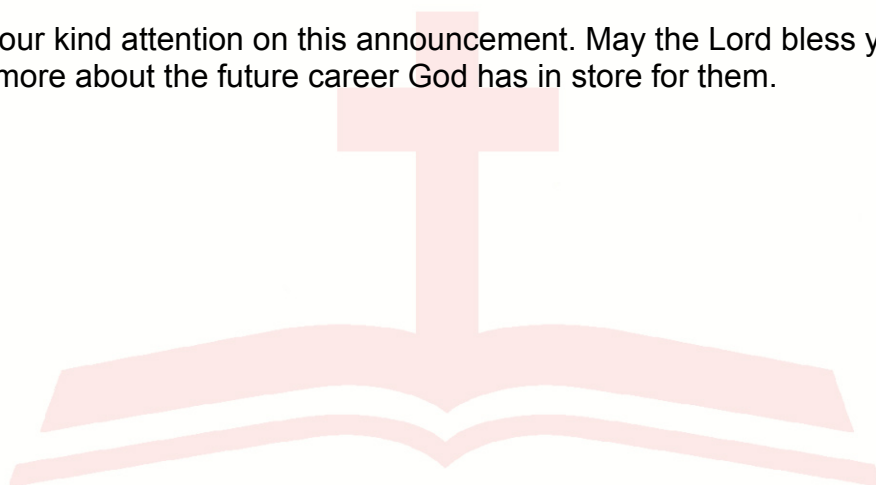 our kind attention on this announcement. May the Lord bless y
more about the future career God has in store for them.